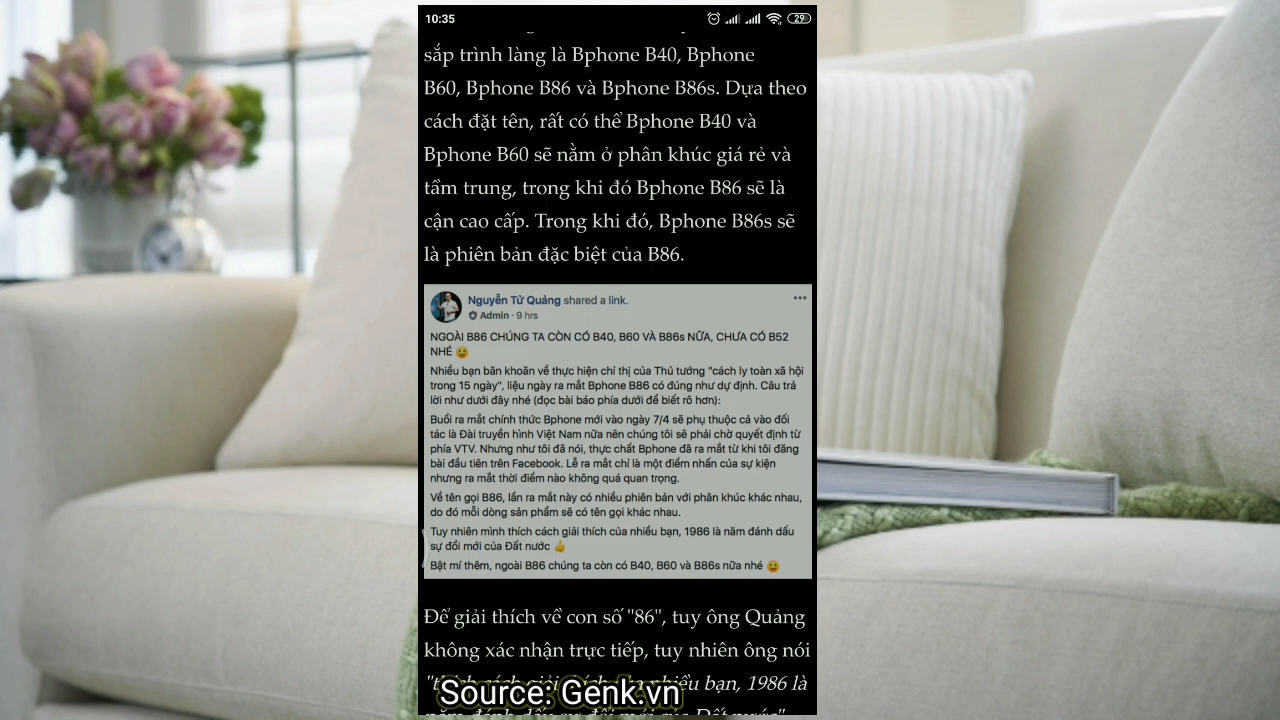 10:35
29
sắp trình làng là Bphone B40, Bphone
B60, Bphone B86 và Bphone B86s. Dựa theo
cách đặt tên, rất có thể Bphone B40 và
Bphone B60 sẽ nằm ở phân khúc giá rẻ và
tầm trung, trong khi đó Bphone B86 sẽ là
cận cao cấp. Trong khi đó, Bphone B86s sẽ
là phiên bản đặc biệt của B86.
Nguyễn Tử Quảng shared a link.
Admin · 9 hrs
NGOÀI B86 CHÚNG TA CÒN CÓ B40, B60 VÀ B86s NỮA, CHƯA CÓ B52
NHÉ 😀
Nhiều bạn băn khoăn về thực hiện chỉ thị của Thủ tướng "cách ly toàn xã hội
trong 15 ngày", liệu ngày ra mắt Bphone B86 có đúng như dự định. Câu trả
lời như dưới đây nhé (đọc bài báo phía dưới để biết rõ hơn):
Buổi ra mắt chính thức Bphone mới vào ngày 7/4 sẽ phụ thuộc cả vào đối
tác là Đài truyền hình Việt Nam nữa nên chúng tôi sẽ phải chờ quyết định từ
phía VTV. Nhưng như tôi đã nói, thực chất Bphone đã ra mắt từ khi tôi đăng
bài đầu tiên trên Facebook. Lễ ra mắt chỉ là một điểm nhấn của sự kiện
nhưng ra mắt thời điểm nào không quá quan trọng.
Về tên gọi B86, lần ra mắt này có nhiều phiên bản với phân khúc khác nhau,
do đó mỗi dòng sản phẩm sẽ có tên gọi khác nhau.
Tuy nhiên mình thích cách giải thích của nhiều bạn, 1986 là năm đánh dấu
sự đổi mới của Đất nước 👍
Bật mí thêm, ngoài B86 chúng ta còn có B40, B60 và B86s nữa nhé 😀
Để giải thích về con số "86", tuy ông Quảng
không xác nhận trực tiếp, tuy nhiên ông nói
nhiều bạn, 1986 là
Source: Genk.vn